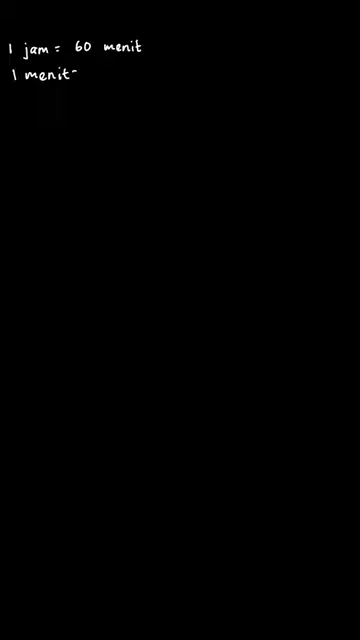 1 jam = 60 menit
1 menit -